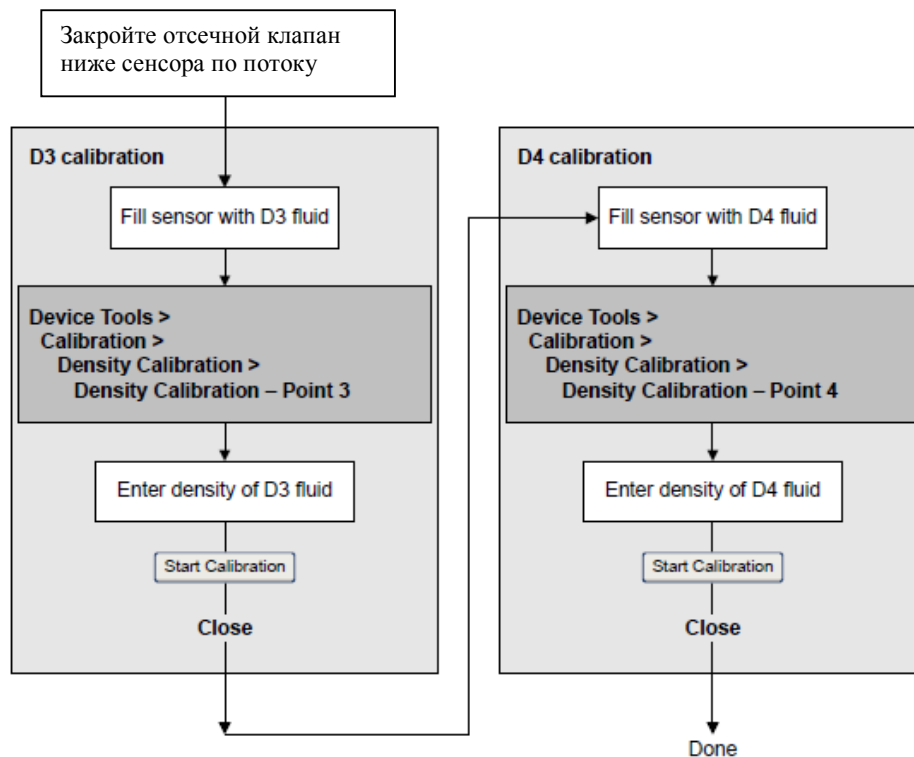 Закройте отсечной клапан
ниже сенсора по потоку
D3 calibration
Fill sensor with D3 fluid
Device Tools >
Calibration >
Density Calibration >
Density Calibration – Point 3
Enter density of D3 fluid
Start Calibration
Close
D4 calibration
Fill sensor with D4 fluid
Device Tools >
Calibration >
Density Calibration >
Density Calibration – Point 4
Enter density of D4 fluid
Start Calibration
Close
Done